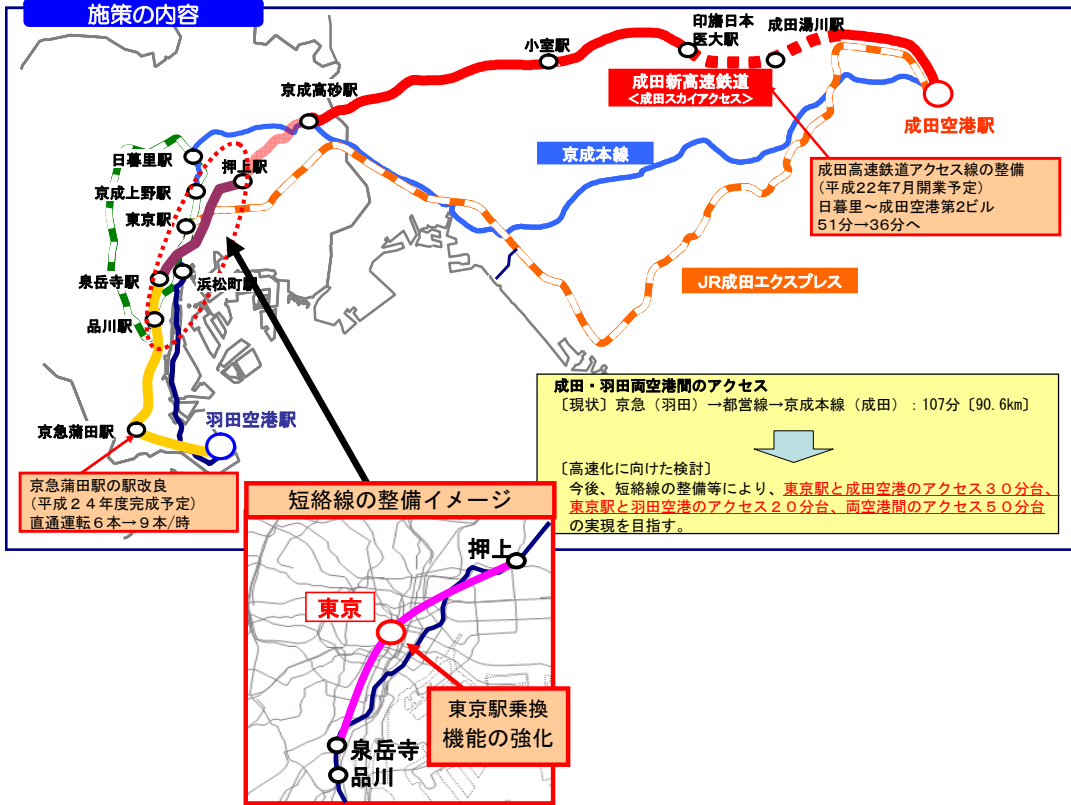 施策の内容
印旛日本
医大駅
成田湯川駅
小室駅
成田新高速鉄道
<成田スカイアクセス>
京成高砂駅
成田空港駅
日暮里駅
押上駅
京成本線
京成上野駅
東京駅
成田高速鉄道アクセス線の整備
(平成22年7月開業予定)
日暮里～成田空港第2ビル
51分→36分へ
泉岳寺駅
浜松町駅
JR成田エクスプレス
品川駅
成田・羽田両空港間のアクセス
〔現状〕京急（羽田）→都営線→京成本線（成田）：107分〔90.6km〕
羽田空港駅
京急蒲田駅
〔高速化に向けた検討〕
今後、短絡線の整備等により、東京駅と成田空港のアクセス３０分台、
東京駅と羽田空港のアクセス２０分台、両空港間のアクセス５０分台
の実現を目指す。
京急蒲田駅の駅改良
(平成２４年度完成予定)
直通運転６本→９本/時
短絡線の整備イメージ
押上
東京
東京駅乗換
機能の強化
泉岳寺
品川